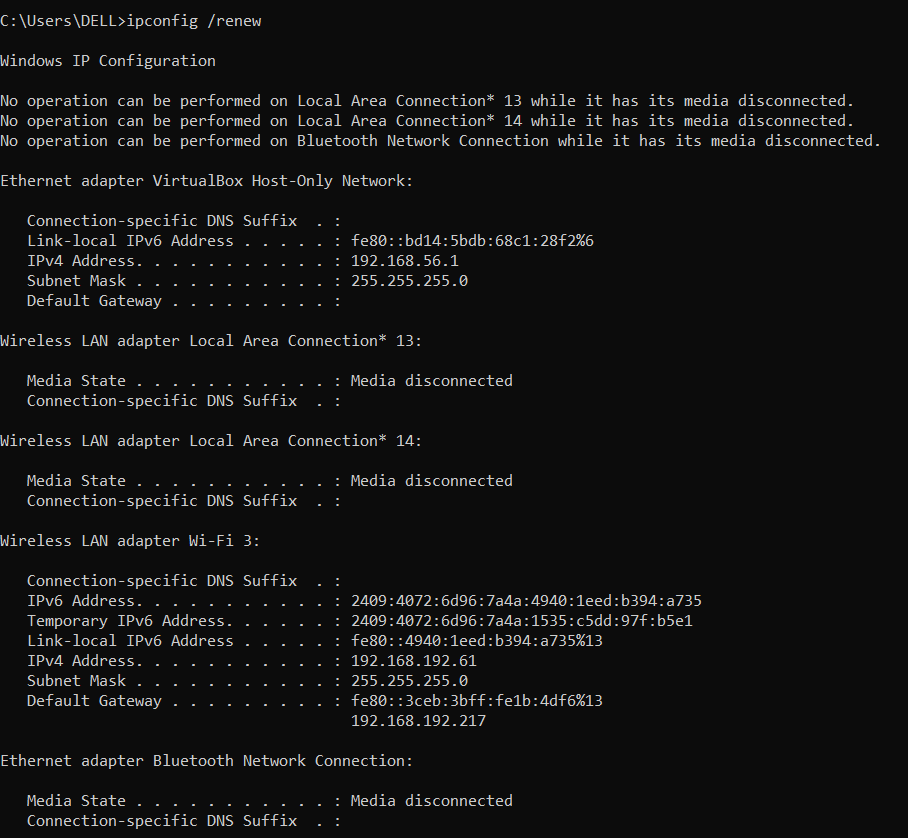 C:\Users\DELL>ipconfig /renew
Windows IP Configuration
No operation can be performed on Local Area Connection* 13 while it has its media disconnected.
No operation can be performed on Local Area Connection* 14 while it has its media disconnected.
No operation can be performed on Bluetooth Network Connection while it has its media disconnected.
Ethernet adapter VirtualBox Host-Only Network:
   Connection-specific DNS Suffix  . :
   Link-local IPv6 Address . . . . . : fe80::bd14:5bdb:68c1:28f2%6
   IPv4 Address. . . . . . . . . . . : 192.168.56.1
   Subnet Mask . . . . . . . . . . . : 255.255.255.0
   Default Gateway . . . . . . . . . :
Wireless LAN adapter Local Area Connection* 13:
   Media State . . . . . . . . . . . : Media disconnected
   Connection-specific DNS Suffix  . :
Wireless LAN adapter Local Area Connection* 14:
   Media State . . . . . . . . . . . : Media disconnected
   Connection-specific DNS Suffix  . :
Wireless LAN adapter Wi-Fi 3:
   Connection-specific DNS Suffix  . :
   IPv6 Address. . . . . . . . . . . : 2409:4072:6d96:7a4a:4940:1eed:b394:a735
   Temporary IPv6 Address. . . . . . : 2409:4072:6d96:7a4a:1535:c5dd:97f:b5e1
   Link-local IPv6 Address . . . . . : fe80::4940:1eed:b394:a735%13
   IPv4 Address. . . . . . . . . . . : 192.168.192.61
   Subnet Mask . . . . . . . . . . . : 255.255.255.0
   Default Gateway . . . . . . . . . : fe80::3ceb:3bff:fe1b:4df6%13
                                       192.168.192.217
Ethernet adapter Bluetooth Network Connection:
   Media State . . . . . . . . . . . : Media disconnected
   Connection-specific DNS Suffix  . :